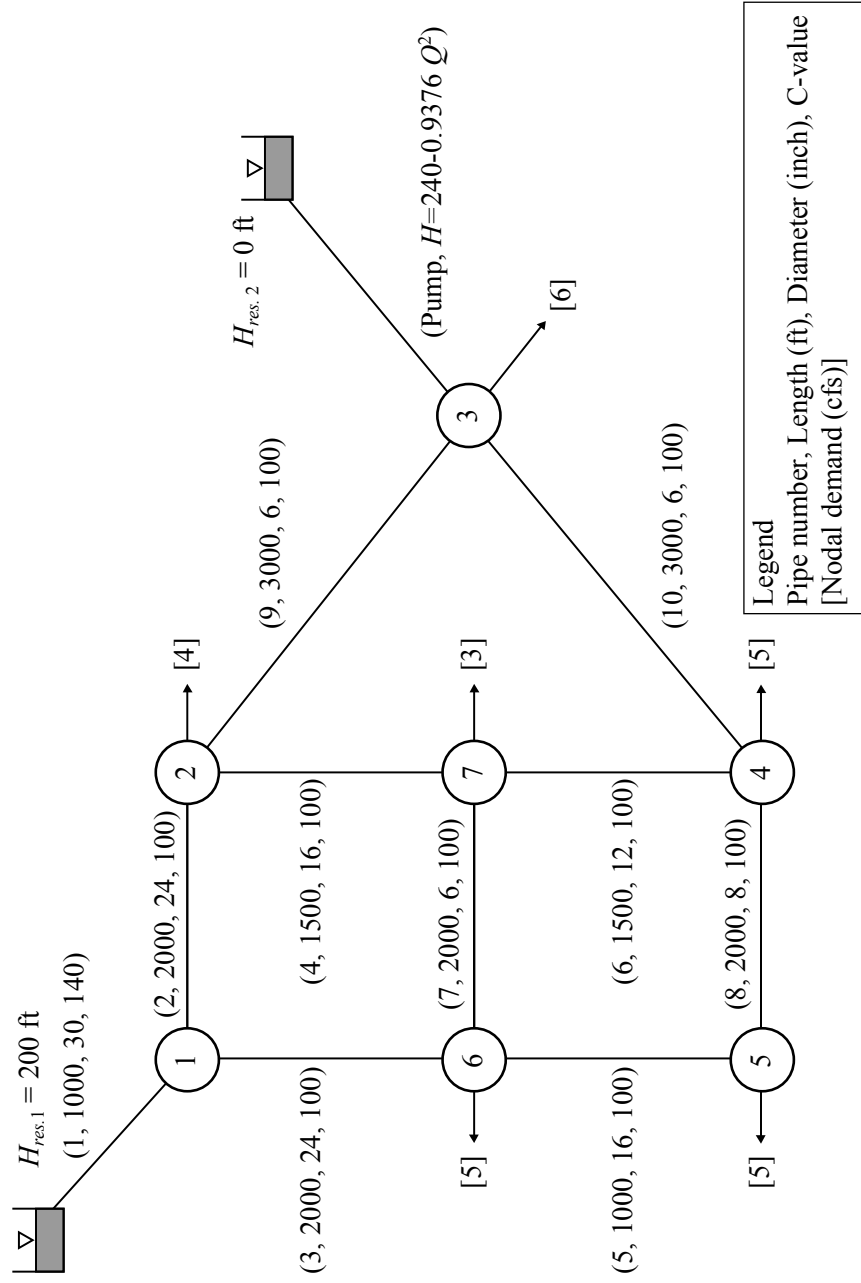 H_res.1 = 200 ft
(1, 1000, 30, 140)
H_res. 2 = 0 ft
(2, 2000, 24, 100)
[4]
(9, 3000, 6, 100)
(Pump, H=240-0.9376 Q²)
1
2
(3, 2000, 24, 100)
(4, 1500, 16, 100)
3
[6]
6
(7, 2000, 6, 100)
7
[3]
[5]
(5, 1000, 16, 100)
(6, 1500, 12, 100)
(10, 3000, 6, 100)
5
(8, 2000, 8, 100)
4
[5]
[5]
Legend
Pipe number, Length (ft), Diameter (inch), C-value
[Nodal demand (cfs)]